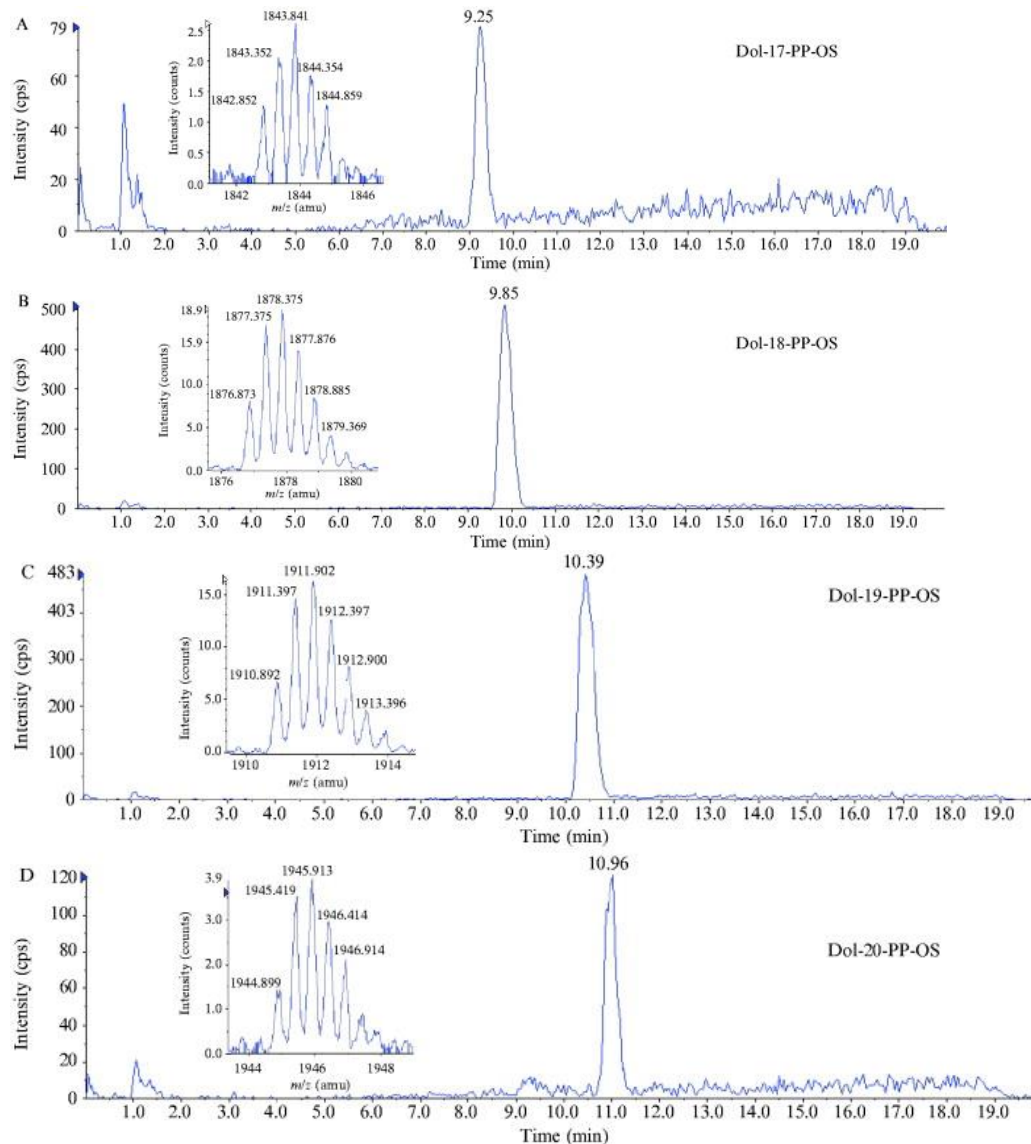 A
79
60
40
20
0
Intensity (cps)
1.0 2.0 3.0 4.0 5.0 6.0 7.0 8.0 9.0 10.0 11.0 12.0 13.0 14.0 15.0 16.0 17.0 18.0 19.0
Time (min)
9.25
Dol-17-PP-OS
2.5
2.0
1.5
1.0
0.5
0.0
Intensity (counts)
1842.852
1843.352
1843.841
1844.354
1844.859
1842 1844 1846
m/z (amu)
B
500
400
300
200
100
0
Intensity (cps)
1.0 2.0 3.0 4.0 5.0 6.0 7.0 8.0 9.0 10.0 11.0 12.0 13.0 14.0 15.0 16.0 17.0 18.0 19.0
Time (min)
9.85
Dol-18-PP-OS
18.9
15.9
10.0
5.0
0.0
Intensity (counts)
1876.873
1877.375
1878.375
1877.876
1878.885
1879.369
1876 1878 1880
m/z (amu)
C
483
403
300
200
100
0
Intensity (cps)
1.0 2.0 3.0 4.0 5.0 6.0 7.0 8.0 9.0 10.0 11.0 12.0 13.0 14.0 15.0 16.0 17.0 18.0 19.0
Time (min)
10.39
Dol-19-PP-OS
15.0
10.0
5.0
0.0
Intensity (counts)
1910.892
1911.397
1911.902
1912.397
1912.900
1913.396
1910 1912 1914
m/z (amu)
D
120
100
80
60
40
20
0
Intensity (cps)
1.0 2.0 3.0 4.0 5.0 6.0 7.0 8.0 9.0 10.0 11.0 12.0 13.0 14.0 15.0 16.0 17.0 18.0 19.0
Time (min)
10.96
Dol-20-PP-OS
3.9
3.0
2.0
1.0
0.0
Intensity (counts)
1944.899
1945.419
1945.913
1946.414
1946.914
1944 1946 1948
m/z (amu)